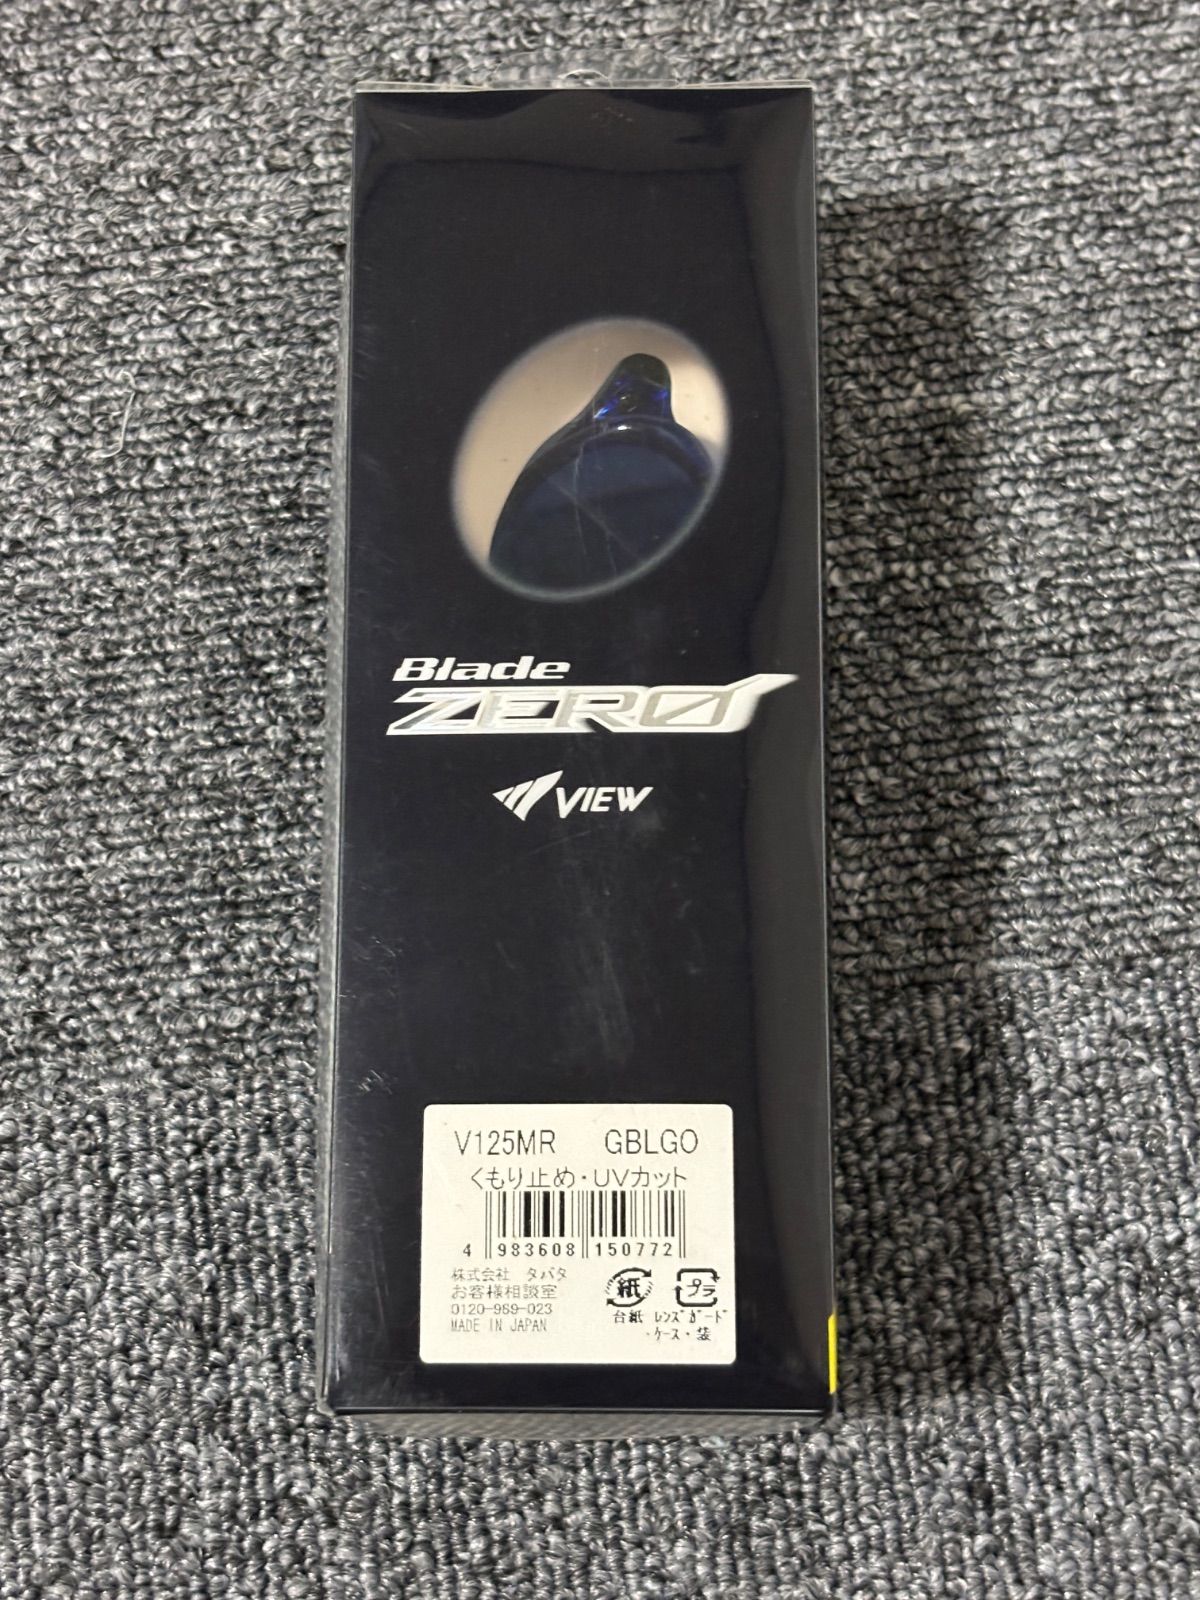 Blade
ZERO
VIEW
V125MR GBLGO
くもり止め・UVカット
4 983608 150772
株式会社 タバタ
お客様相談室
0120-989-023
MADE IN JAPAN
紙
台紙
プラ
レンズガード
・ケース・袋